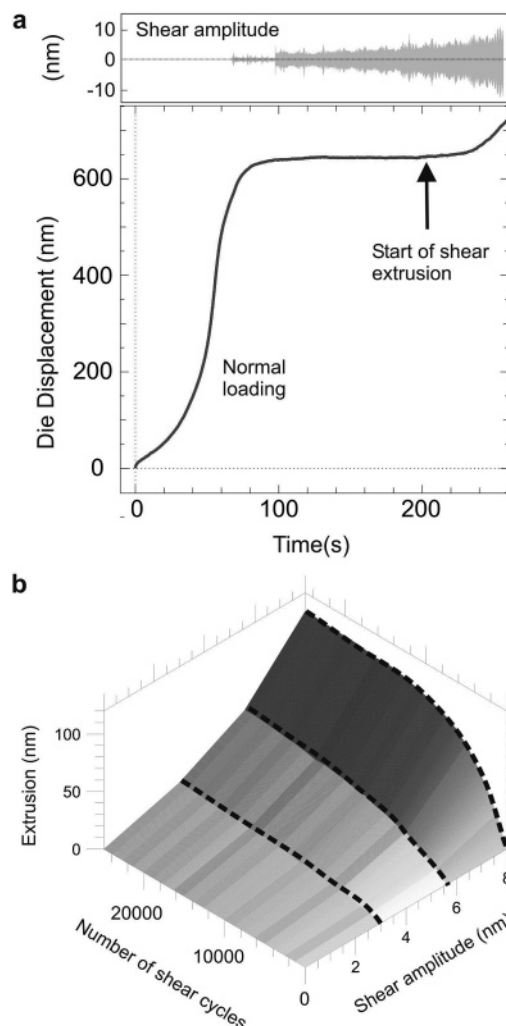 a
Shear amplitude
(nm)
10
0
-10
600
400
200
0
Die Displacement (nm)
Start of shear
extrusion
Normal
loading
0
100
200
Time(s)
b
Extrusion (nm)
100
50
0
20000
10000
0
Number of shear cycles
2
4
6
8
Shear amplitude (nm)